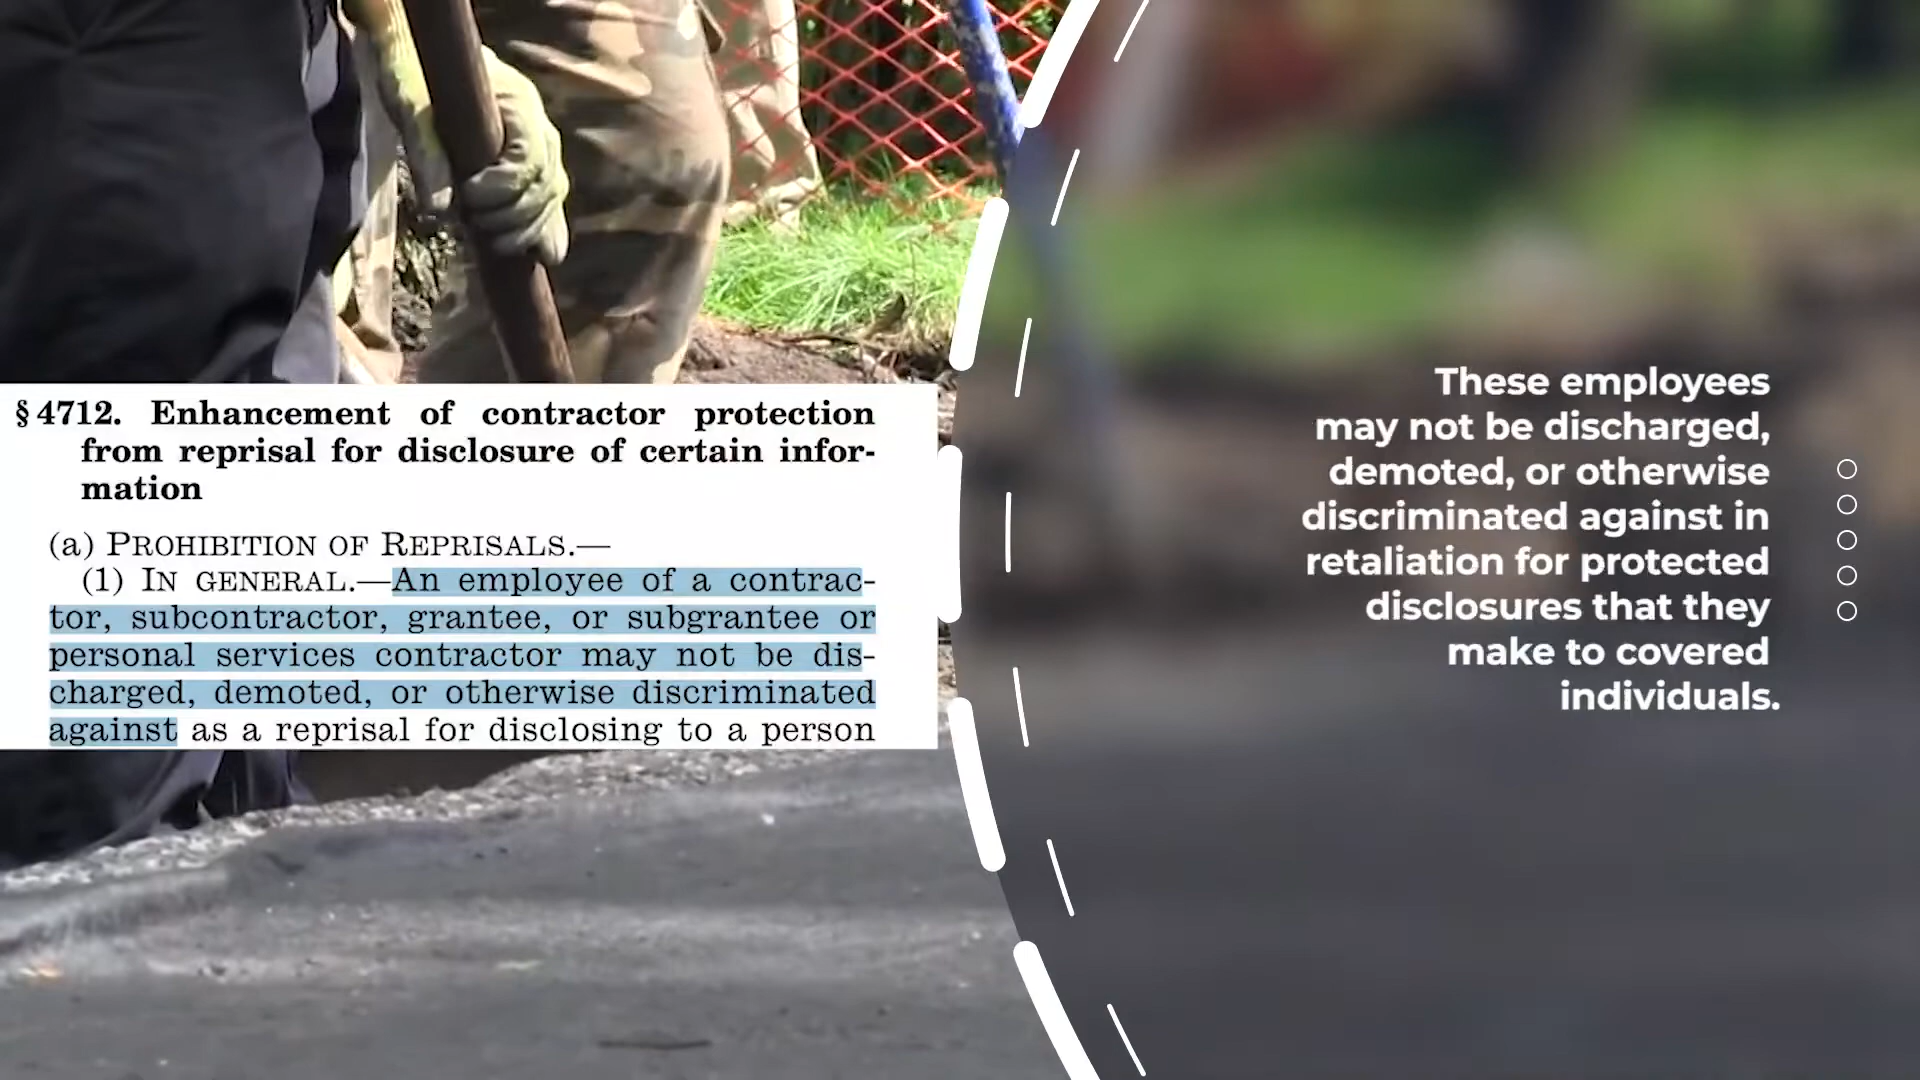 § 4712. Enhancement of contractor protection
from reprisal for disclosure of certain infor-
mation
(a) PROHIBITION OF REPRISALS.—
(1) IN GENERAL.—An employee of a contrac-
tor, subcontractor, grantee, or subgrantee or
personal services contractor may not be dis-
charged, demoted, or otherwise discriminated
against as a reprisal for disclosing to a person
These employees
may not be discharged,
demoted, or otherwise
discriminated against in
retaliation for protected
disclosures that they
make to covered
individuals.